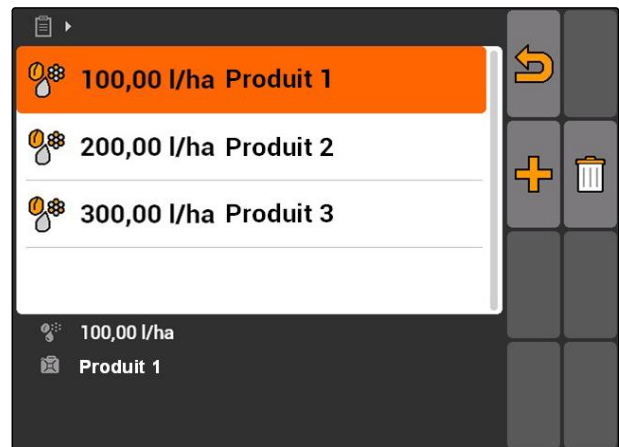 100,00 l/ha Produit 1
200,00 l/ha Produit 2
300,00 l/ha Produit 3
100,00 l/ha
Produit 1